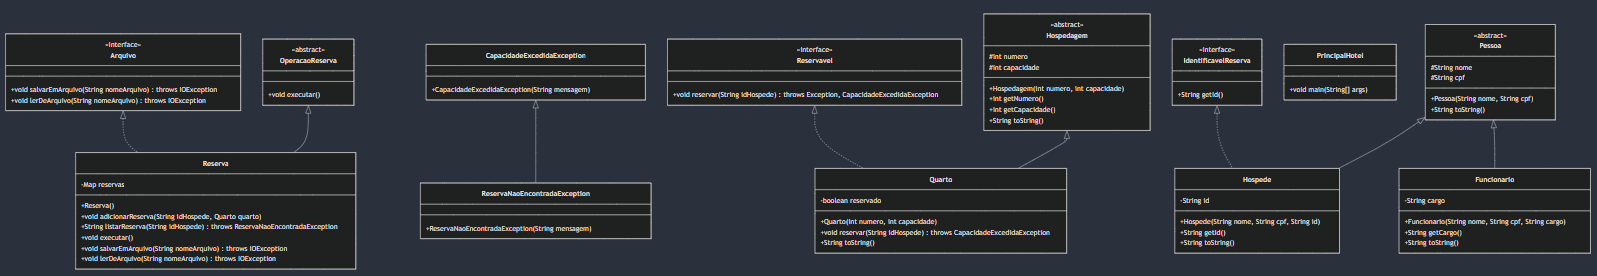 «interface»
Arquivo
+void salvarEmArquivo(String nomeArquivo) : throws IOException
+void lerDeArquivo(String nomeArquivo) : throws IOException
«abstract»
OperacaoReserva
+void executar()
CapacidadeExcedidaException
+CapacidadeExcedidaException(String mensagem)
«interface»
Reservavel
+void reservar(String idHospede) : throws Exception, CapacidadeExcedidaException
«abstract»
Hospedagem
#int numero
#int capacidade
+Hospedagem(int numero, int capacidade)
+int getNumero()
+int getCapacidade()
+String toString()
«interface»
IdentificavelReserva
+String getId()
PrincipalHotel
+void main(String[] args)
«abstract»
Pessoa
#String nome
#String cpf
+Pessoa(String nome, String cpf)
+String toString()
Reserva
-Map reservas
+Reserva()
+void adicionarReserva(String idHospede, Quarto quarto)
+String listarReserva(String idHospede) : throws ReservaNaoEncontradaException
+void executar()
+void salvarEmArquivo(String nomeArquivo) : throws IOException
+void lerDeArquivo(String nomeArquivo) : throws IOException
ReservaNaoEncontradaException
+ReservaNaoEncontradaException(String mensagem)
Quarto
-boolean reservado
+Quarto(int numero, int capacidade)
+void reservar(String idHospede) : throws CapacidadeExcedidaException
+String toString()
Hospede
-String id
+Hospede(String nome, String cpf, String id)
+String getId()
+String toString()
Funcionario
-String cargo
+Funcionario(String nome, String cpf, String cargo)
+String getCargo()
+String toString()